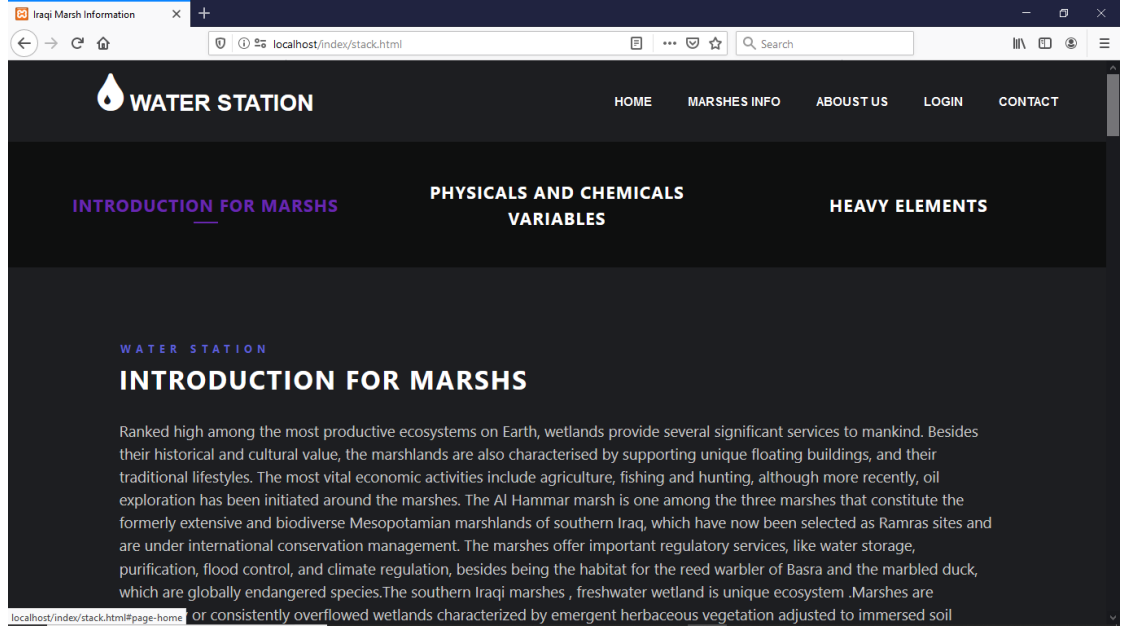 Iraqi Marsh Information
localhost/index/stack.html
Search
WATER STATION
HOME MARSHES INFO ABOUST US LOGIN CONTACT
INTRODUCTION FOR MARSHS
PHYSICALS AND CHEMICALS
VARIABLES
HEAVY ELEMENTS
WATER STATION
INTRODUCTION FOR MARSHS
Ranked high among the most productive ecosystems on Earth, wetlands provide several significant services to mankind. Besides
their historical and cultural value, the marshlands are also characterised by supporting unique floating buildings, and their
traditional lifestyles. The most vital economic activities include agriculture, fishing and hunting, although more recently, oil
exploration has been initiated around the marshes. The Al Hammar marsh is one among the three marshes that constitute the
formerly extensive and biodiverse Mesopotamian marshlands of southern Iraq, which have now been selected as Ramras sites and
are under international conservation management. The marshes offer important regulatory services, like water storage,
purification, flood control, and climate regulation, besides being the habitat for the reed warbler of Basra and the marbled duck,
which are globally endangered species.The southern Iraqi marshes , freshwater wetland is unique ecosystem .Marshes are
or consistently overflowed wetlands characterized by emergent herbaceous vegetation adjusted to immersed soil
localhost/index/stack.html#page-home